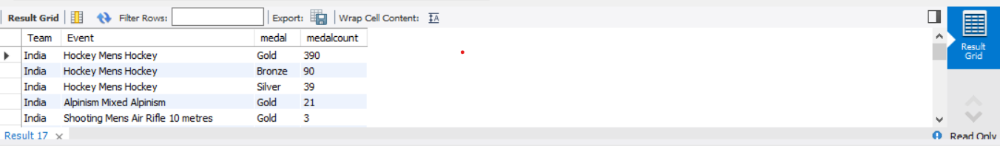 Result Grid Filter Rows: Export: Wrap Cell Content: IA
Team Event medal medalcount
India Hockey Mens Hockey Gold 390
India Hockey Mens Hockey Bronze 90
India Hockey Mens Hockey Silver 39
India Alpinism Mixed Alpinism Gold 21
India Shooting Mens Air Rifle 10 metres Gold 3
Result
Grid
Result 17 Read Only